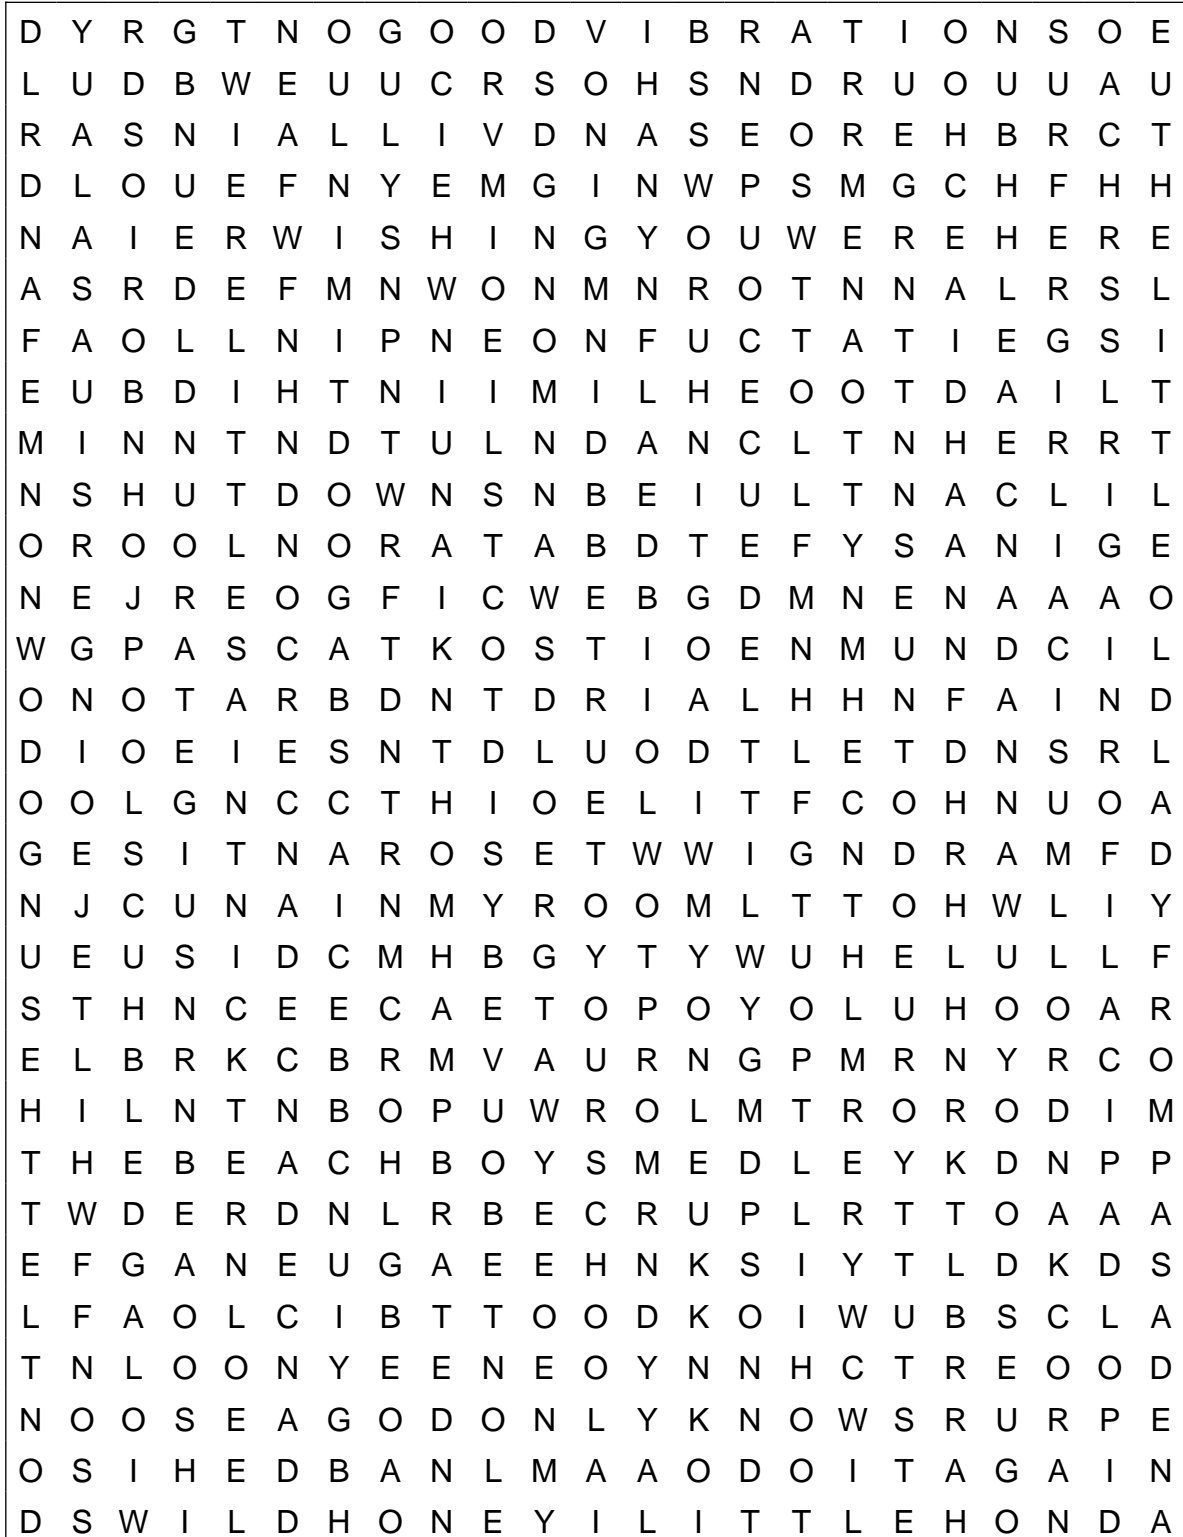 D Y R G T N O G O O D V I B R A T I O N S O E
L U D B W E U U C R S O H S N D R U O U U A U
R A S N I A L L I V D N A S E O R E H B R C T
D L O U E F N Y E M G I N W P S M G C H F H H
N A I E R W I S H I N G Y O U W E R E H E R E
A S R D E F M N W O N M N R O T N N A L R S L
F A O L L N I P N E O N F U C T A T I E G S I
E U B D I H T N I I M I L H E O O T D A I L T
M I N N T N D T U L N D A N C L T N H E R R T
N S H U T D O W N S N B E I U L T N A C L I L
O R O O L N O R A T A B D T E F Y S A N I G E
N E J R E O G F I C W E B G D M N E N A A A O
W G P A S C A T K O S T I O E N M U N D C I L
O N O T A R B D N T D R I A L H H N F A I N D
D I O E I E S N T D L U O D T L E T D N S R L
O O L G N C C T H I O E L I T F C O H N U O A
G E S I T N A R O S E T W W I G N D R A M F D
N J C U N A I N M Y R O O M L T T O H W L I Y
U E U S I D C M H B G Y T Y W U H E L U L L F
S T H N C E E C A E T O P O Y O L U H O O A R
E L B R K C B R M V A U R N G P M R N Y R C O
H I L N T N B O P U W R O L M T R O R O D I M
T H E B E A C H B O Y S M E D L E Y K D N P P
T W D E R D N L R B E C R U P L R T T O A A A
E F G A N E U G A E E H N K S I Y T L D K D S
L F A O L C I B T T O O D K O I W U B S C L A
T N L O O N Y E E N E O Y N N H C T R E O O D
N O O S E A G O D O N L Y K N O W S R U R P E
O S I H E D B A N L M A A O D O I T A G A I N
D S W I L D H O N E Y I L I T T L E H O N D A